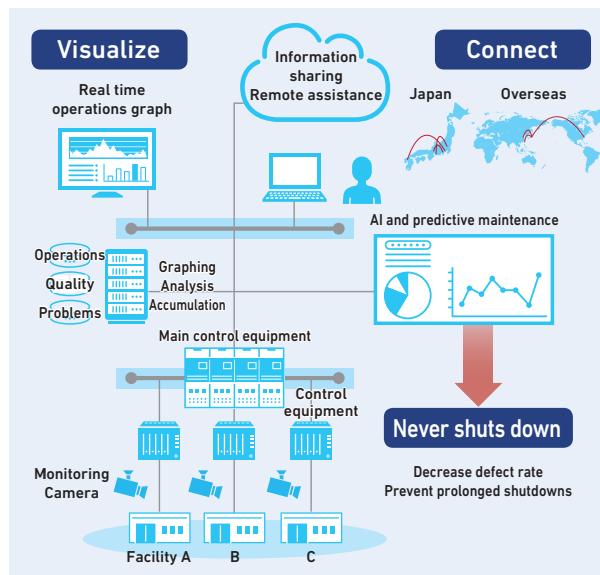 Visualize
Real time
operations graph
Information
sharing
Remote assistance
Connect
Japan
Overseas
AI and predictive maintenance
Operations
Quality
Problems
Graphing
Analysis
Accumulation
Main control equipment
Control
equipment
Monitoring
Camera
Facility A
B
C
Never shuts down
Decrease defect rate
Prevent prolonged shutdowns